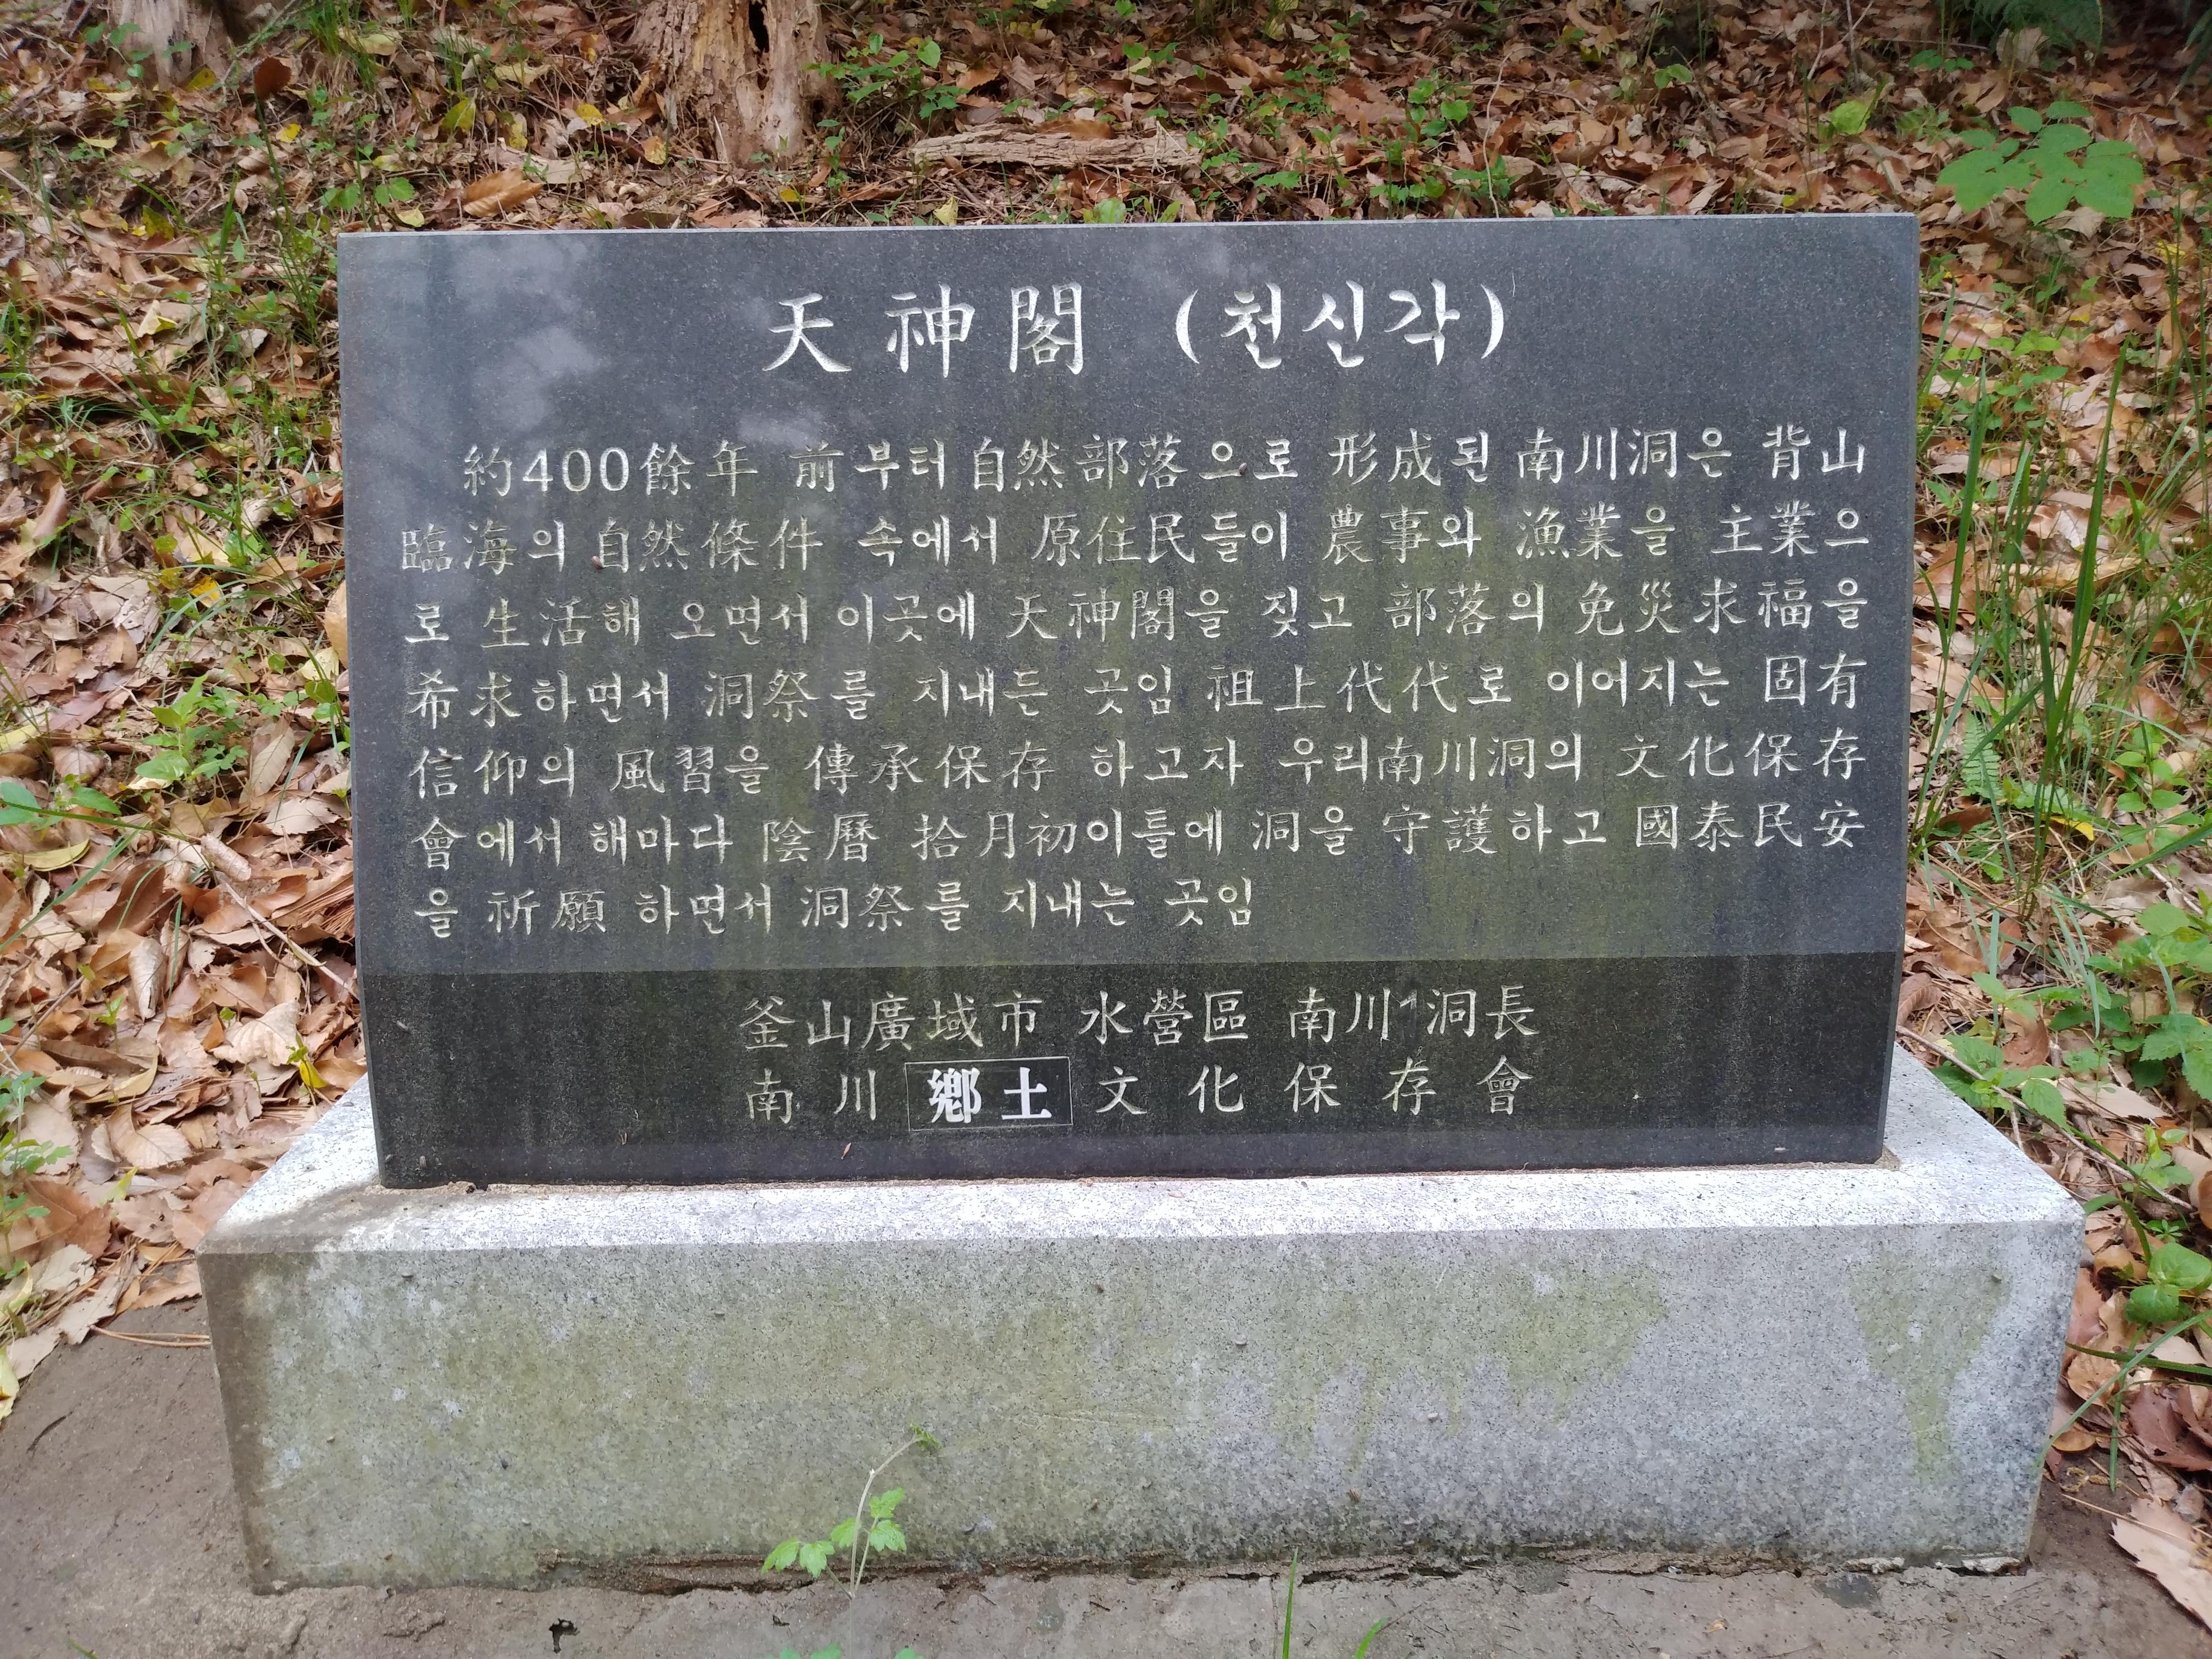 天神閣 (천신각)
約400餘年 前부터 自然部落으로 形成된 南川洞은 背山
臨海의 自然條件 속에서 原住民들이 農事와 漁業을 主業으
로 生活해 오면서 이곳에 天神閣을 짖고 部落의 免災求福을
希求하면서 洞祭를 지내든 곳임 祖上代代로 이어지는 固有
信仰의 風習을 傳承保存 하고자 우리南川洞의 文化保存
會에서 해마다 陰曆 拾月初이틀에 洞을 守護하고 國泰民安
을 祈願 하면서 洞祭를 지내는 곳임
釜山廣域市 水營區 南川1洞長
南川鄕土文化保存會